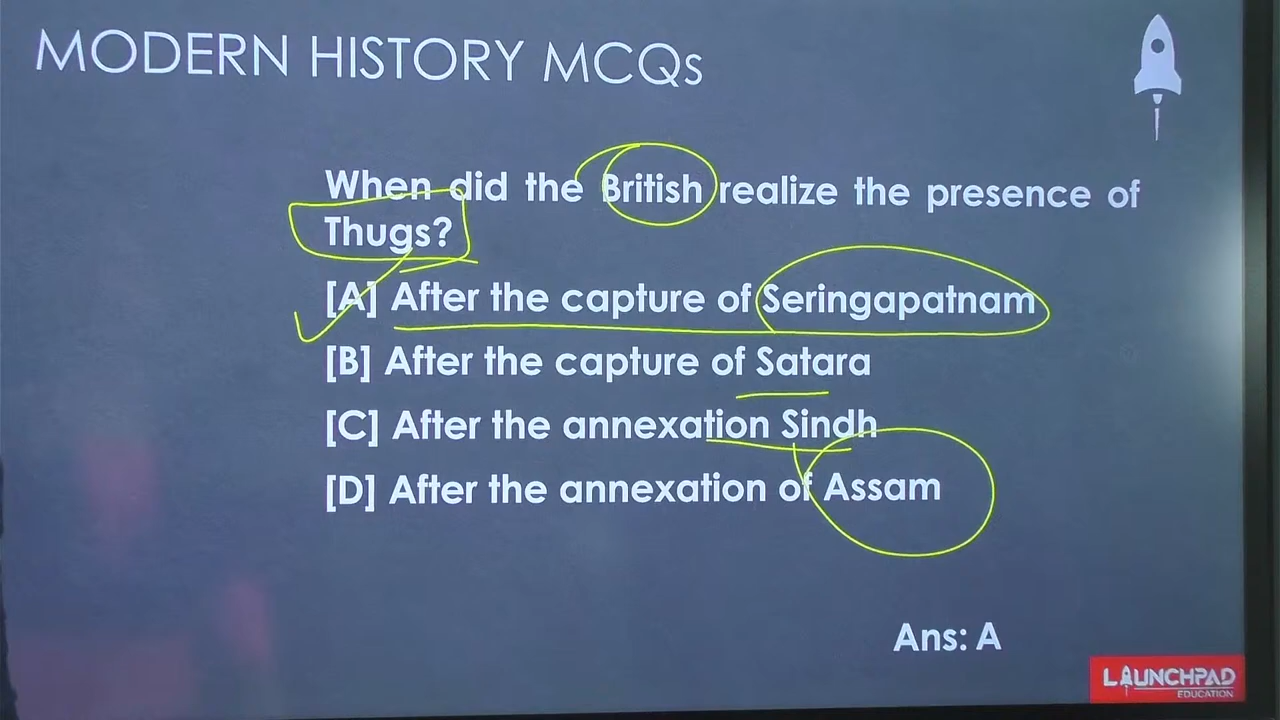 MODERN HISTORY MCQs
When did the British realize the presence of
Thugs?
[A] After the capture of Seringapatnam
[B] After the capture of Satara
[C] After the annexation Sindh
[D] After the annexation of Assam
Ans: A
LAUNCHPAD
EDUCATION